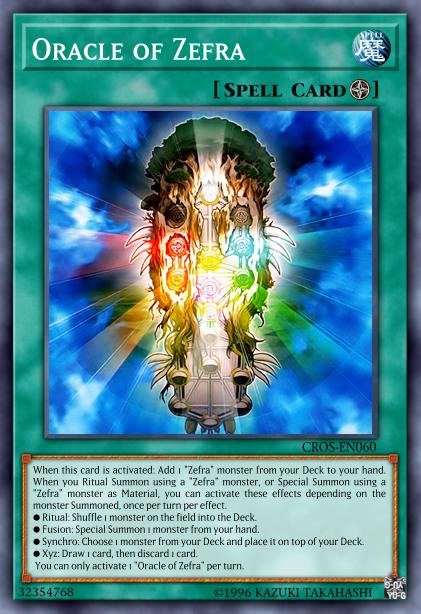 ORACLE OF ZEFRA
SPELL
魔
[SPELL CARD]
CROS-EN060
When this card is activated: Add 1 "Zefra" monster from your Deck to your hand.
When you Ritual Summon using a "Zefra" monster, or Special Summon using a
"Zefra" monster as Material, you can activate these effects depending on the
monster Summoned, once per turn per effect.
● Ritual: Shuffle 1 monster on the field into the Deck.
● Fusion: Special Summon 1 monster from your hand.
● Synchro: Choose 1 monster from your Deck and place it on top of your Deck.
● Xyz: Draw 1 card, then discard 1 card.
You can only activate 1 "Oracle of Zefra" per turn.
32354768
©1996 KAZUKI TAKAHASHI